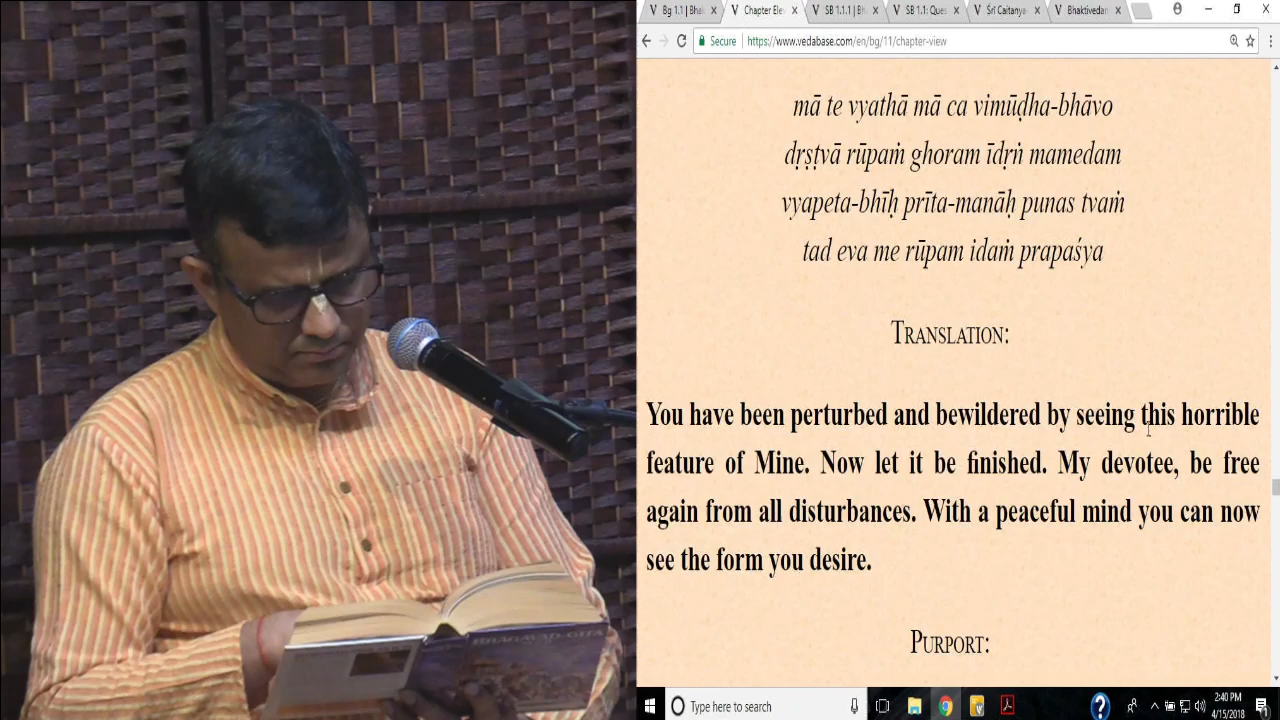 Bg 1.1 | Bhak
Chapter Ele
SB 1.1.1 | Bh
SB 1.1: Ques
Śrī Caitanya-
Bhaktivedan
Secure
https://www.vedabase.com/en/bg/11/chapter-view
mā te vyathā mā ca vimūḍha-bhāvo
dṛṣṭvā rūpaṁ ghoram īdṛṅ mamedam
vyapeta-bhīḥ prīta-manāḥ punas tvaṁ
tad eva me rūpam idaṁ prapaśya
TRANSLATION:
You have been perturbed and bewildered by seeing this horrible
feature of Mine. Now let it be finished. My devotee, be free
again from all disturbances. With a peaceful mind you can now
see the form you desire.
PURPORT:
BHAGAVAD-GITA
Type here to search
2:40 PM
4/15/2018